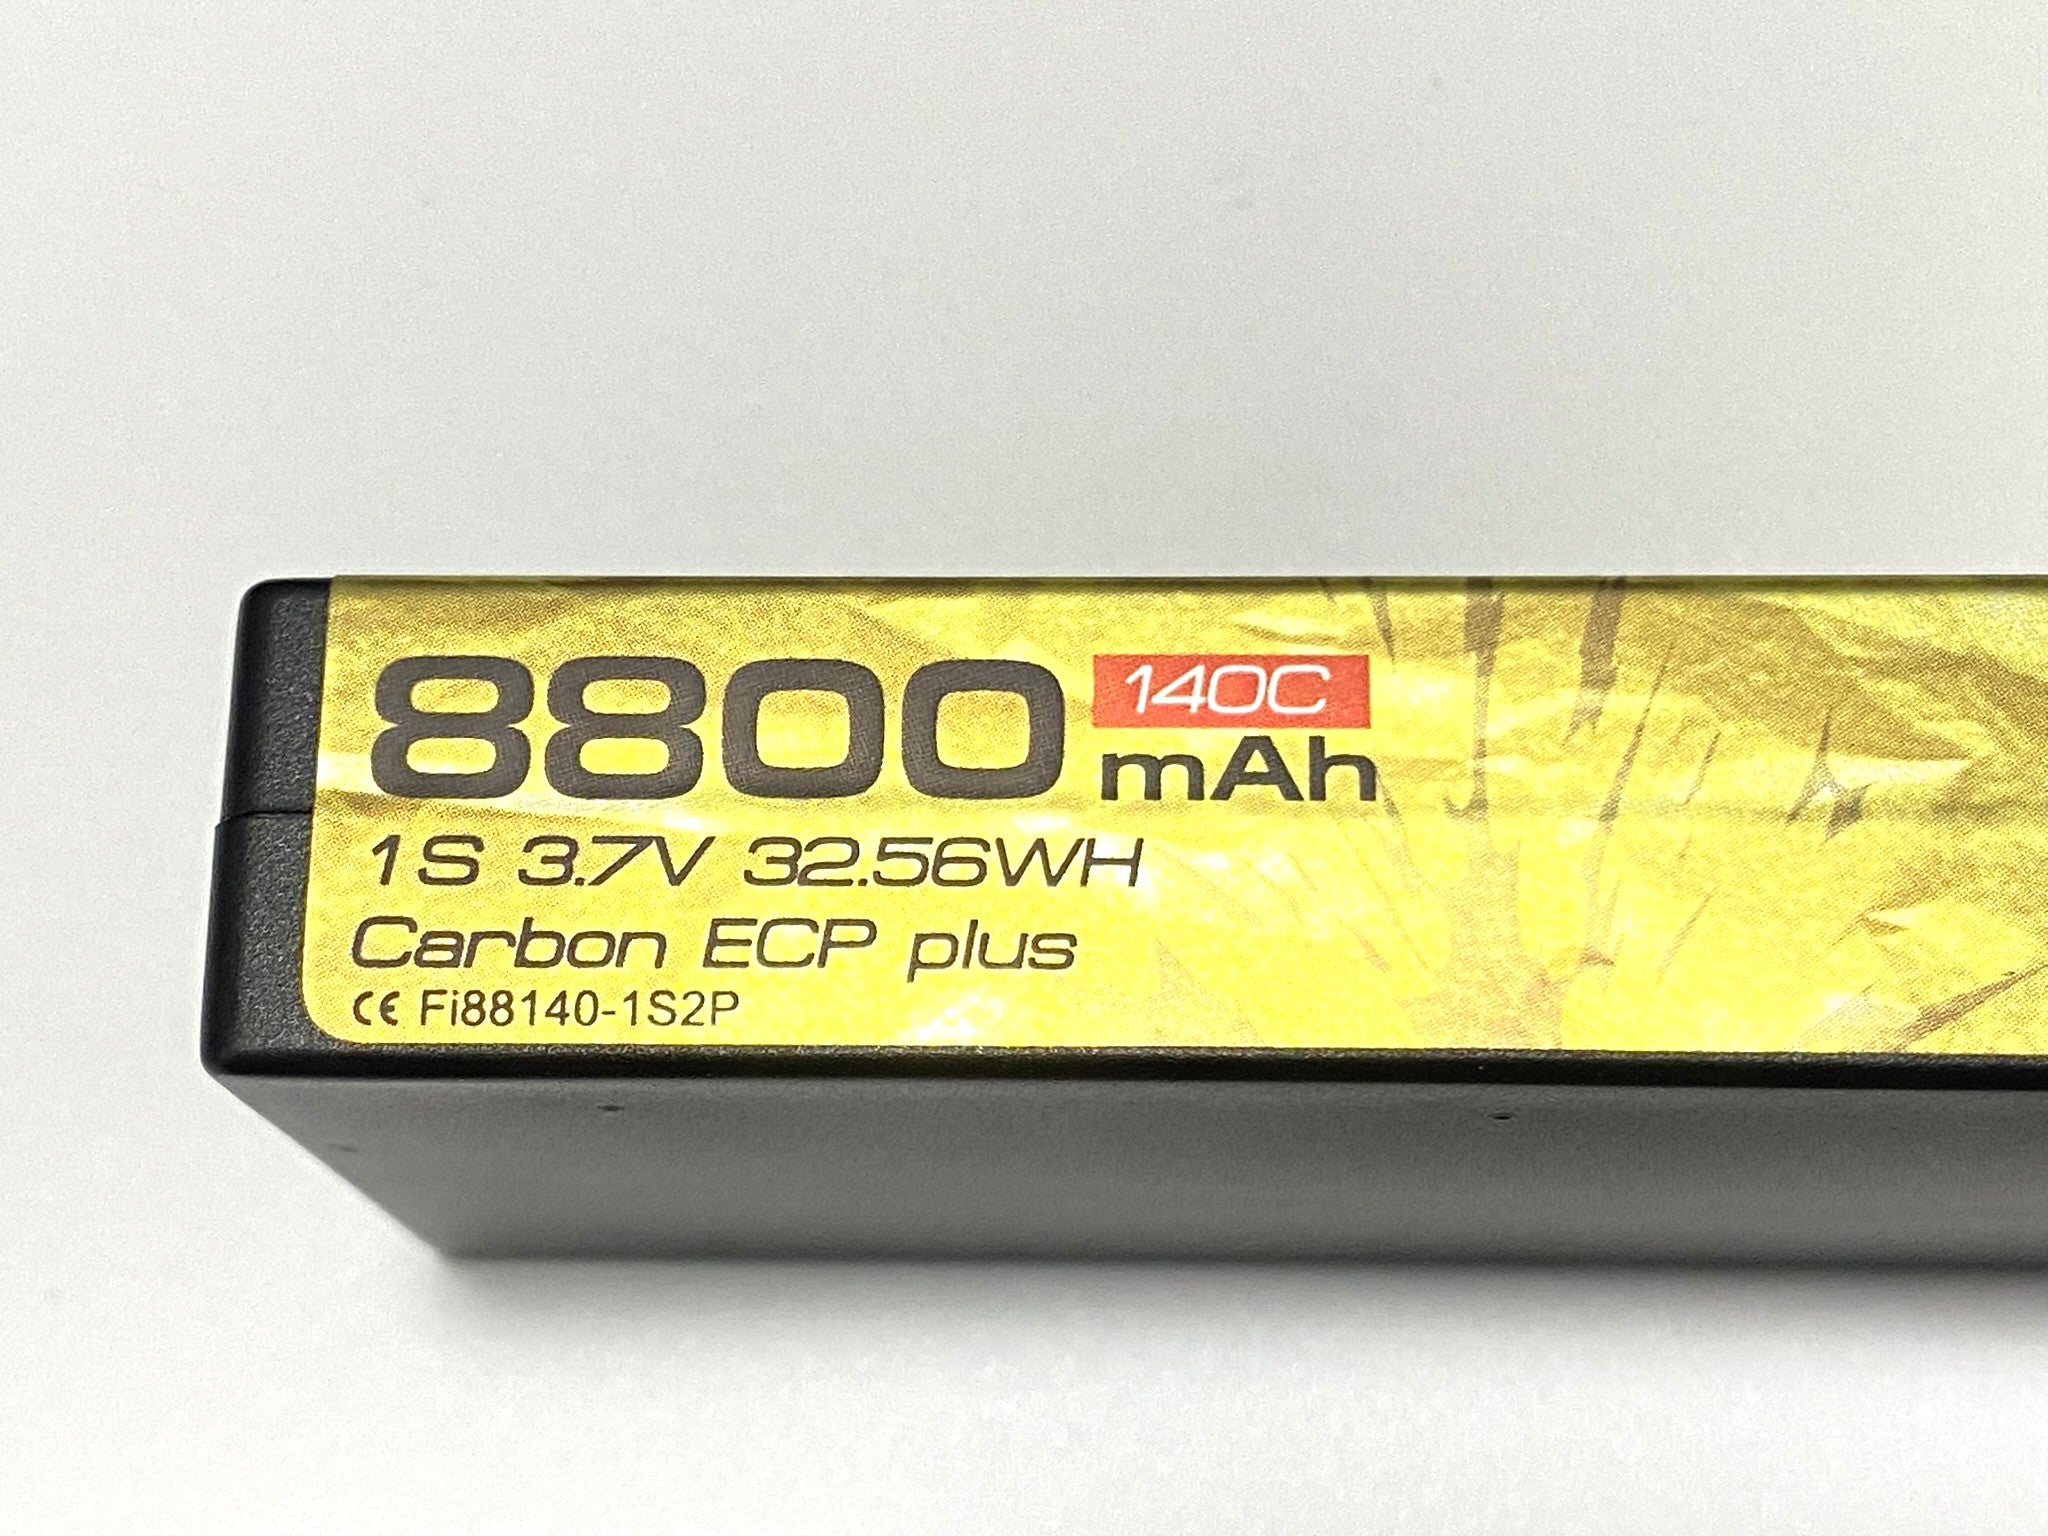 8800 140C
mAh
1S 3.7V 32.56WH
Carbon ECP plus
CE Fi88140-1S2P